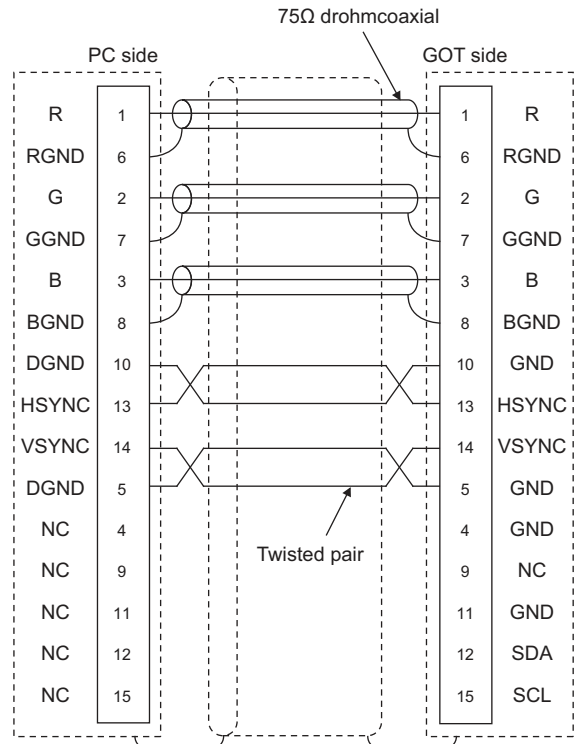 75Ω drohmcoaxial
PC side GOT side
R 1 1 R
RGND 6 6 RGND
G 2 2 G
GGND 7 7 GGND
B 3 3 B
BGND 8 8 BGND
DGND 10 10 GND
HSYNC 13 13 HSYNC
VSYNC 14 14 VSYNC
DGND 5 5 GND
NC 4 4 GND
Twisted pair
NC 9 9 NC
NC 11 11 GND
NC 12 12 SDA
NC 15 15 SCL